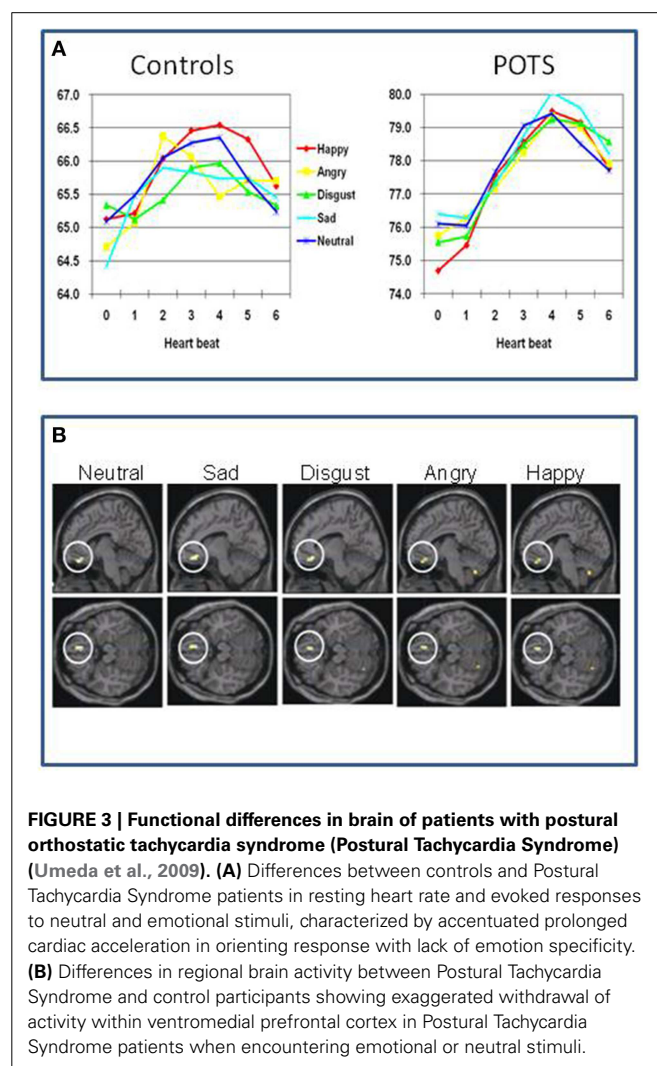 A
Controls
POTS
67.0
66.5
66.0
65.5
65.0
64.5
64.0
0 1 2 3 4 5 6
Heart beat
Happy
Angry
Disgust
Sad
Neutral
80.0
79.0
78.0
77.0
76.0
75.0
74.0
0 1 2 3 4 5 6
Heart beat
B
Neutral Sad Disgust Angry Happy
FIGURE 3 | Functional differences in brain of patients with postural
orthostatic tachycardia syndrome (Postural Tachycardia Syndrome)
(Umeda et al., 2009). (A) Differences between controls and Postural
Tachycardia Syndrome patients in resting heart rate and evoked responses
to neutral and emotional stimuli, characterized by accentuated prolonged
cardiac acceleration in orienting response with lack of emotion specificity.
(B) Differences in regional brain activity between Postural Tachycardia
Syndrome and control participants showing exaggerated withdrawal of
activity within ventromedial prefrontal cortex in Postural Tachycardia
Syndrome patients when encountering emotional or neutral stimuli.